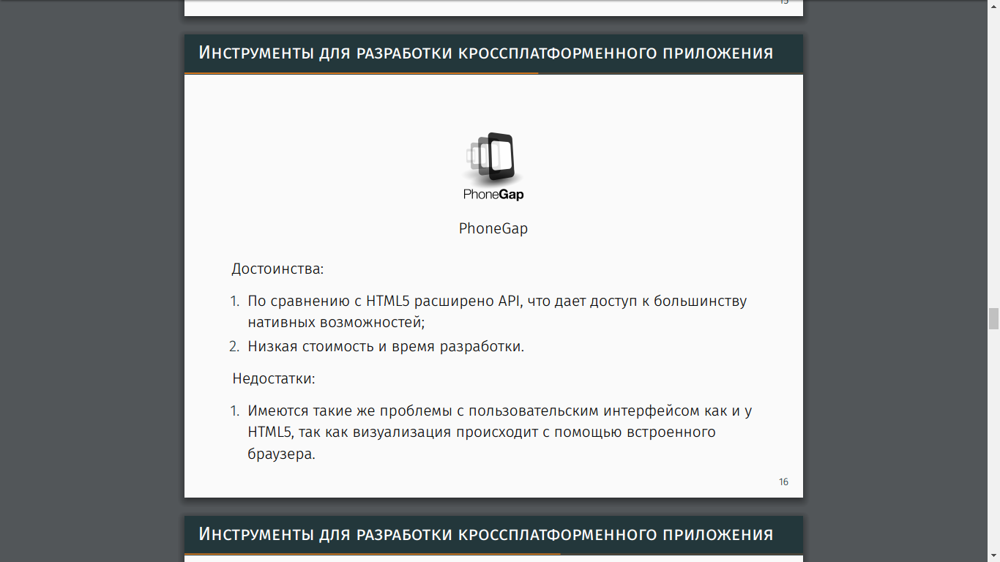 15
Инструменты для разработки кроссплатформенного приложения
PhoneGap
PhoneGap
Достоинства:
1. По сравнению с HTML5 расширено API, что дает доступ к большинству
нативных возможностей;
2. Низкая стоимость и время разработки.
Недостатки:
1. Имеются такие же проблемы с пользовательским интерфейсом как и у
HTML5, так как визуализация происходит с помощью встроенного
браузера.
16
Инструменты для разработки кроссплатформенного приложения